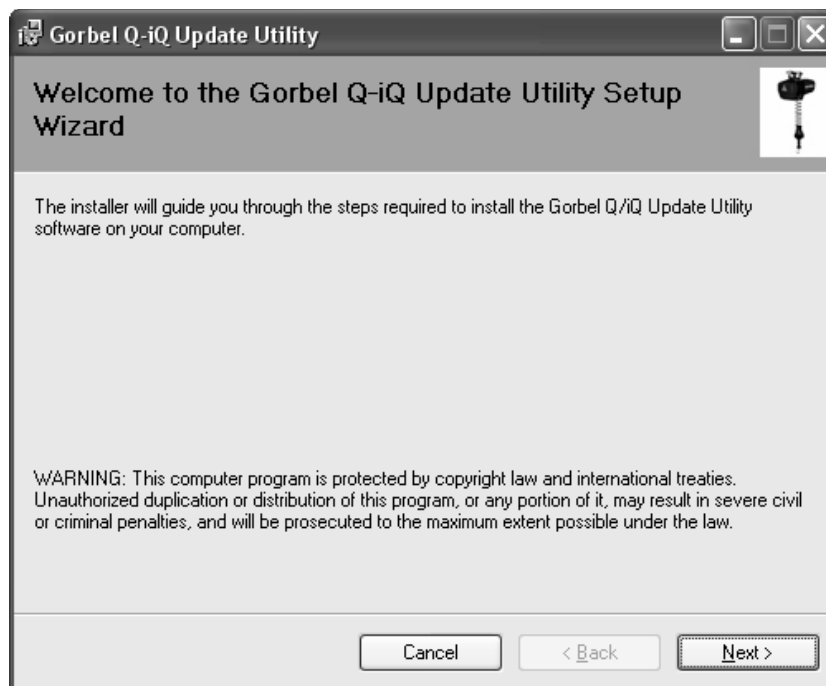 Gorbel Q-iQ Update Utility
Welcome to the Gorbel Q-iQ Update Utility Setup
Wizard
The installer will guide you through the steps required to install the Gorbel Q/iQ Update Utility
software on your computer.
WARNING: This computer program is protected by copyright law and international treaties.
Unauthorized duplication or distribution of this program, or any portion of it, may result in severe civil
or criminal penalties, and will be prosecuted to the maximum extent possible under the law.
Cancel < Back Next >